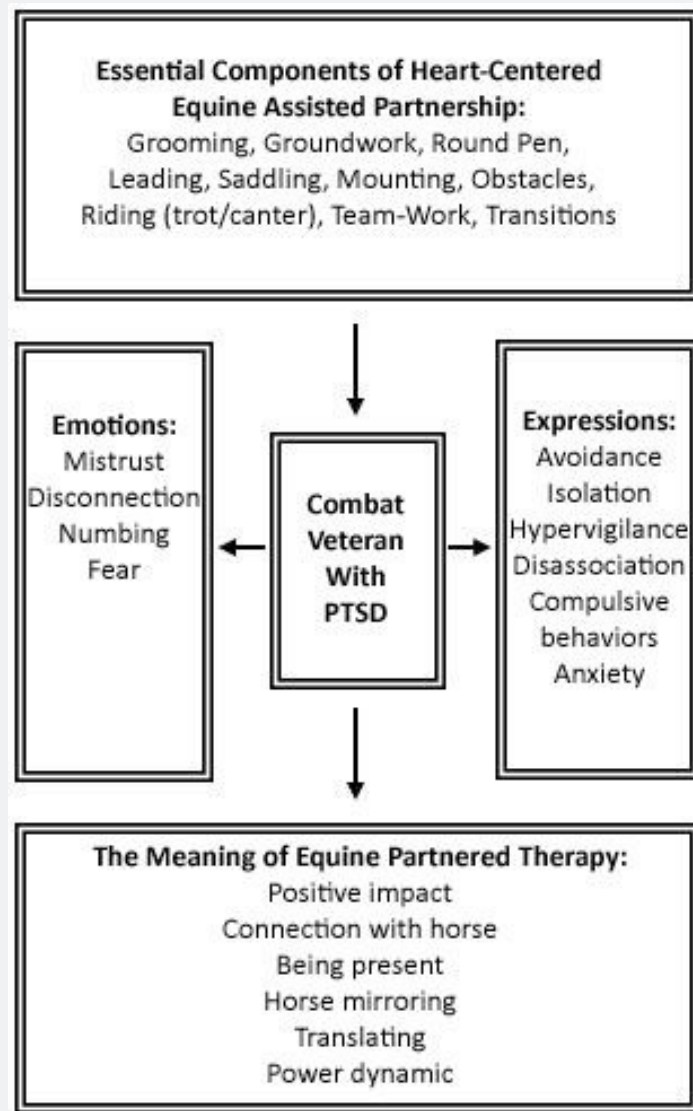 Essential Components of Heart-Centered
Equine Assisted Partnership:
Grooming, Groundwork, Round Pen,
Leading, Saddling, Mounting, Obstacles,
Riding (trot/canter), Team-Work, Transitions
Emotions:
Mistrust
Disconnection
Numbing
Fear
Combat
Veteran
With
PTSD
Expressions:
Avoidance
Isolation
Hypervigilance
Disassociation
Compulsive
behaviors
Anxiety
The Meaning of Equine Partnered Therapy:
Positive impact
Connection with horse
Being present
Horse mirroring
Translating
Power dynamic